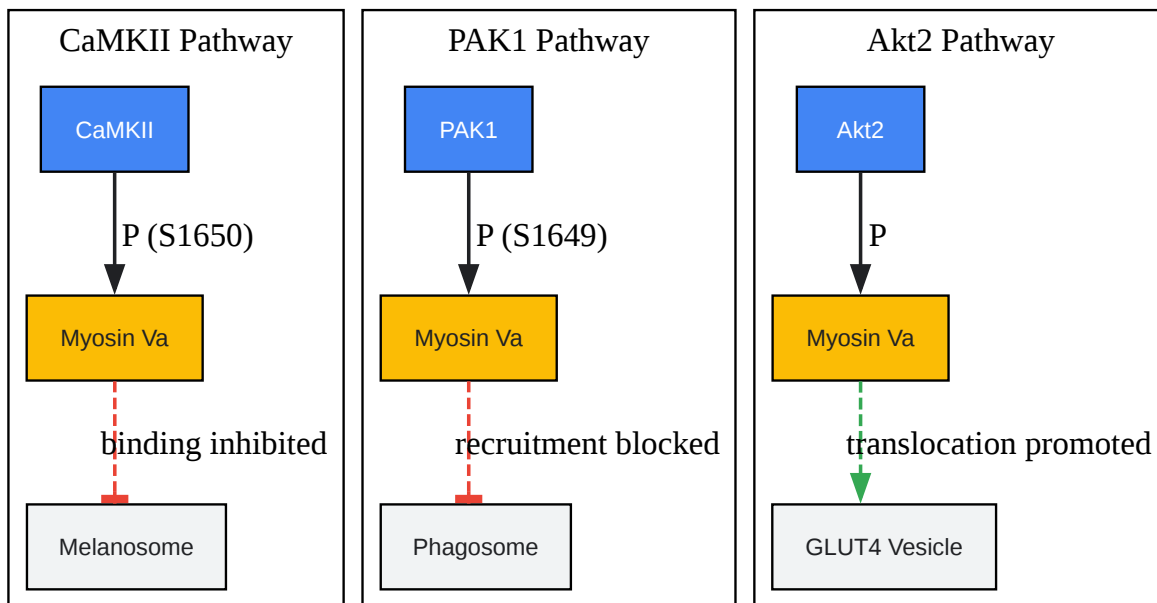 CaMKII Pathway
CaMKII
P (S1650)
Myosin Va
binding inhibited
Melanosome
PAK1 Pathway
PAK1
P (S1649)
Myosin Va
recruitment blocked
Phagosome
Akt2 Pathway
Akt2
P
Myosin Va
translocation promoted
GLUT4 Vesicle